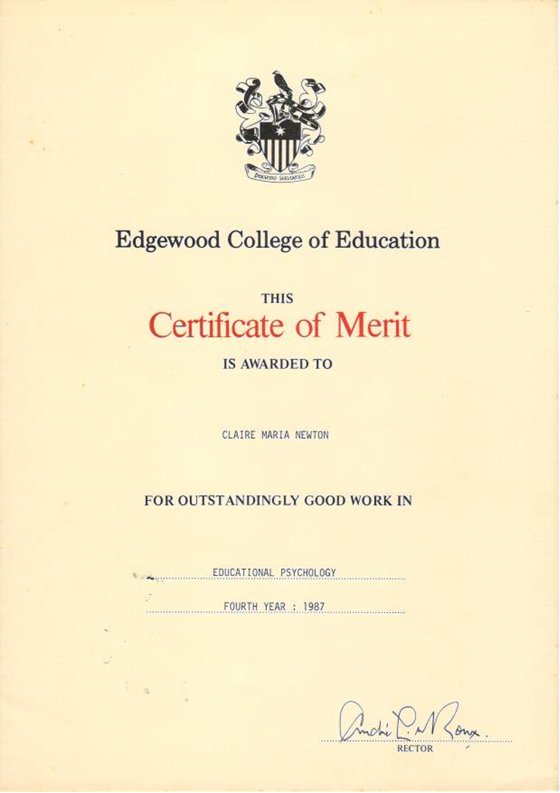 Edgewood College of Education
THIS
Certificate of Merit
IS AWARDED TO
CLAIRE MARIA NEWTON
FOR OUTSTANDINGLY GOOD WORK IN
EDUCATIONAL PSYCHOLOGY
FOURTH YEAR : 1987
RECTOR